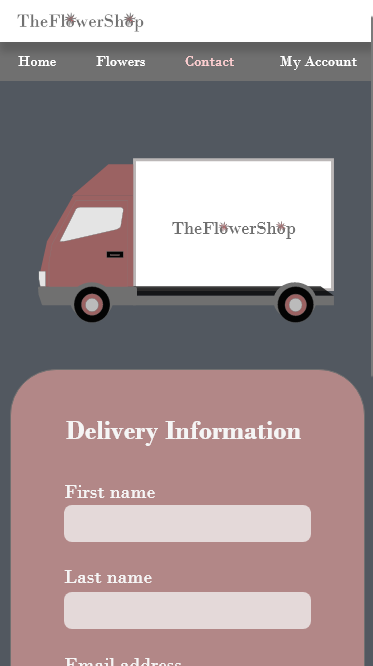 TheFlowerShop
Home Flowers Contact My Account
TheFlowerShop
Delivery Information
First name
Last name
Email address